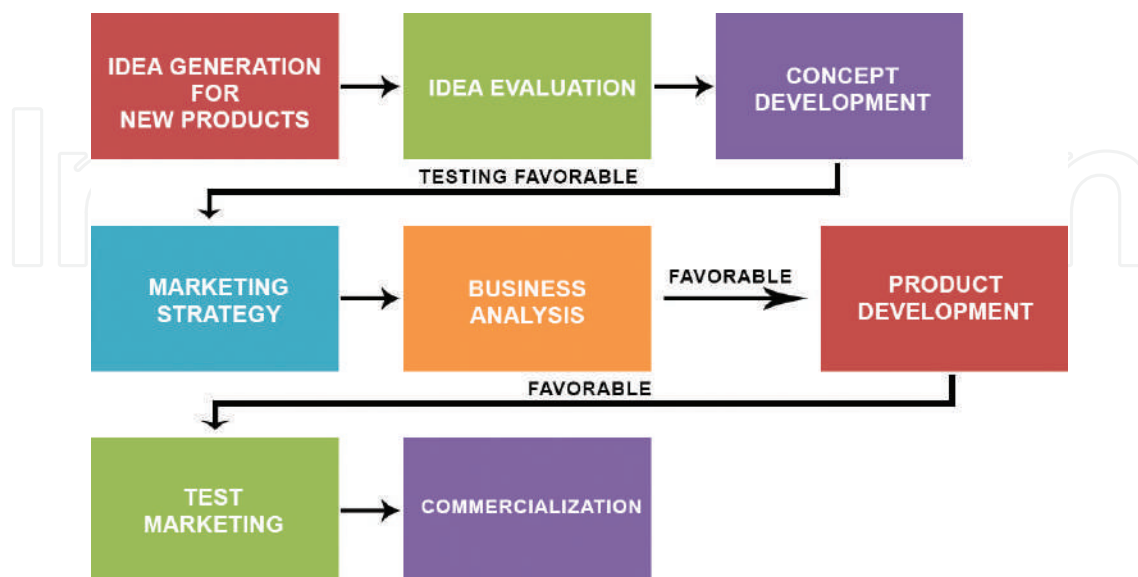 IDEA GENERATION
FOR
NEW PRODUCTS
IDEA EVALUATION
CONCEPT
DEVELOPMENT
TESTING FAVORABLE
MARKETING
STRATEGY
BUSINESS
ANALYSIS
FAVORABLE
PRODUCT
DEVELOPMENT
FAVORABLE
TEST
MARKETING
COMMERCIALIZATION